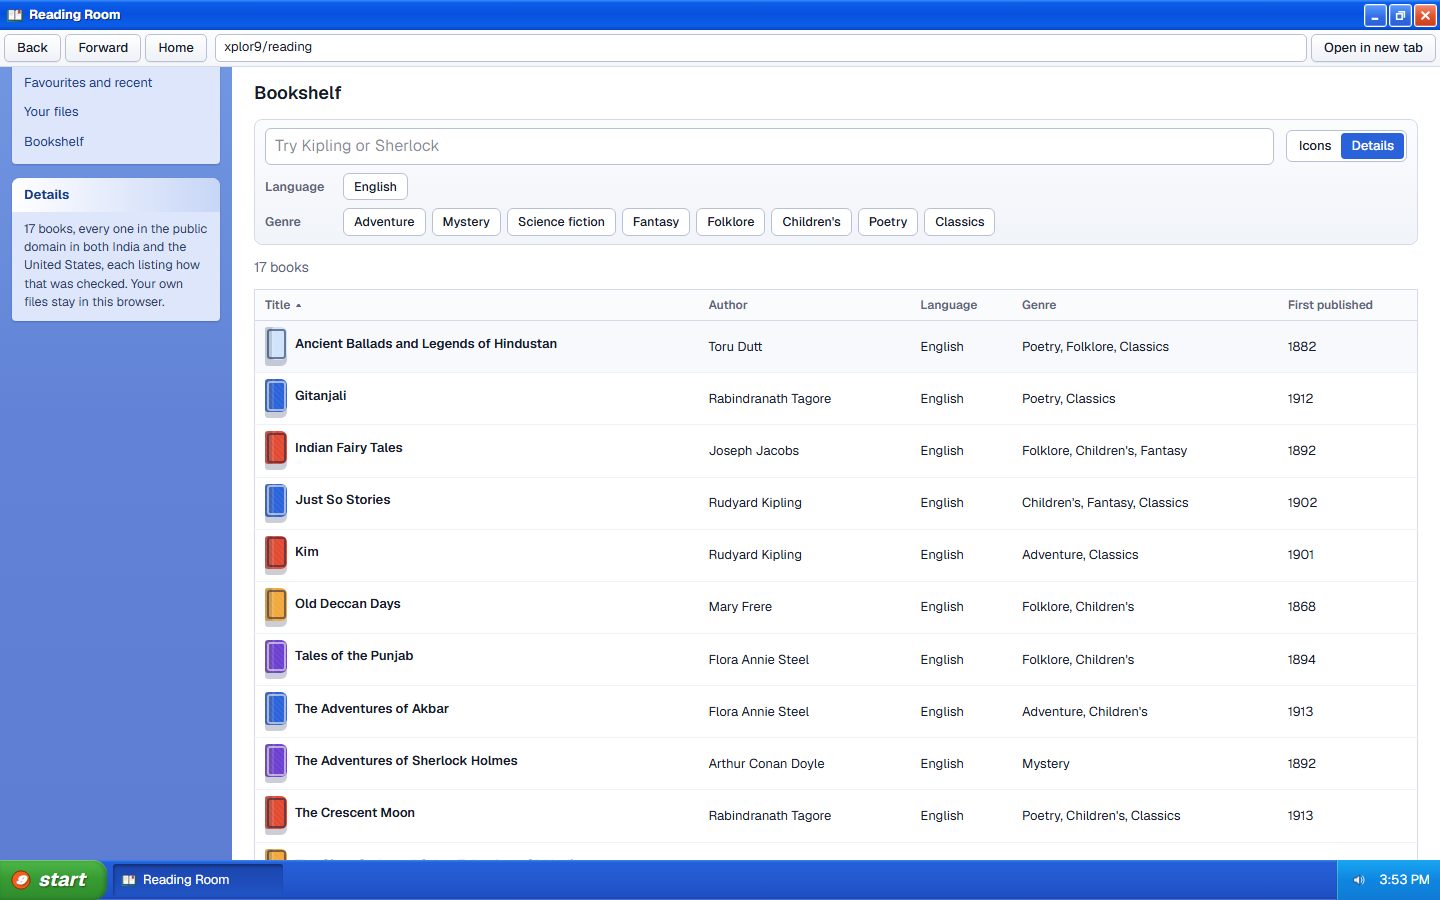 Reading Room
Back Forward Home xplor9/reading Open in new tab
Favourites and recent
Your files
Bookshelf
Details
17 books, every one in the public
domain in both India and the
United States, each listing how
that was checked. Your own
files stay in this browser.
Bookshelf
Try Kipling or Sherlock Icons Details
Language English
Genre Adventure Mystery Science fiction Fantasy Folklore Children's Poetry Classics
17 books
Title Author Language Genre First published
Ancient Ballads and Legends of Hindustan Toru Dutt English Poetry, Folklore, Classics 1882
Gitanjali Rabindranath Tagore English Poetry, Classics 1912
Indian Fairy Tales Joseph Jacobs English Folklore, Children's, Fantasy 1892
Just So Stories Rudyard Kipling English Children's, Fantasy, Classics 1902
Kim Rudyard Kipling English Adventure, Classics 1901
Old Deccan Days Mary Frere English Folklore, Children's 1868
Tales of the Punjab Flora Annie Steel English Folklore, Children's 1894
The Adventures of Akbar Flora Annie Steel English Adventure, Children's 1913
The Adventures of Sherlock Holmes Arthur Conan Doyle English Mystery 1892
The Crescent Moon Rabindranath Tagore English Poetry, Children's, Classics 1913
start Reading Room 3:53 PM